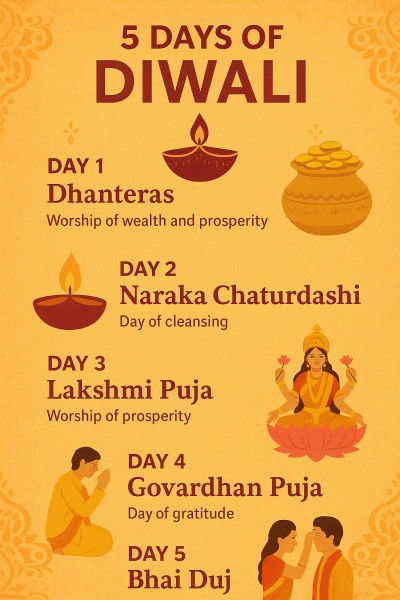 5 DAYS OF
DIWALI
DAY 1
Dhanteras
Worship of wealth and prosperity
DAY 2
Naraka Chaturdashi
Day of cleansing
DAY 3
Lakshmi Puja
Worship of prosperity
DAY 4
Govardhan Puja
Day of gratitude
DAY 5
Bhai Duj